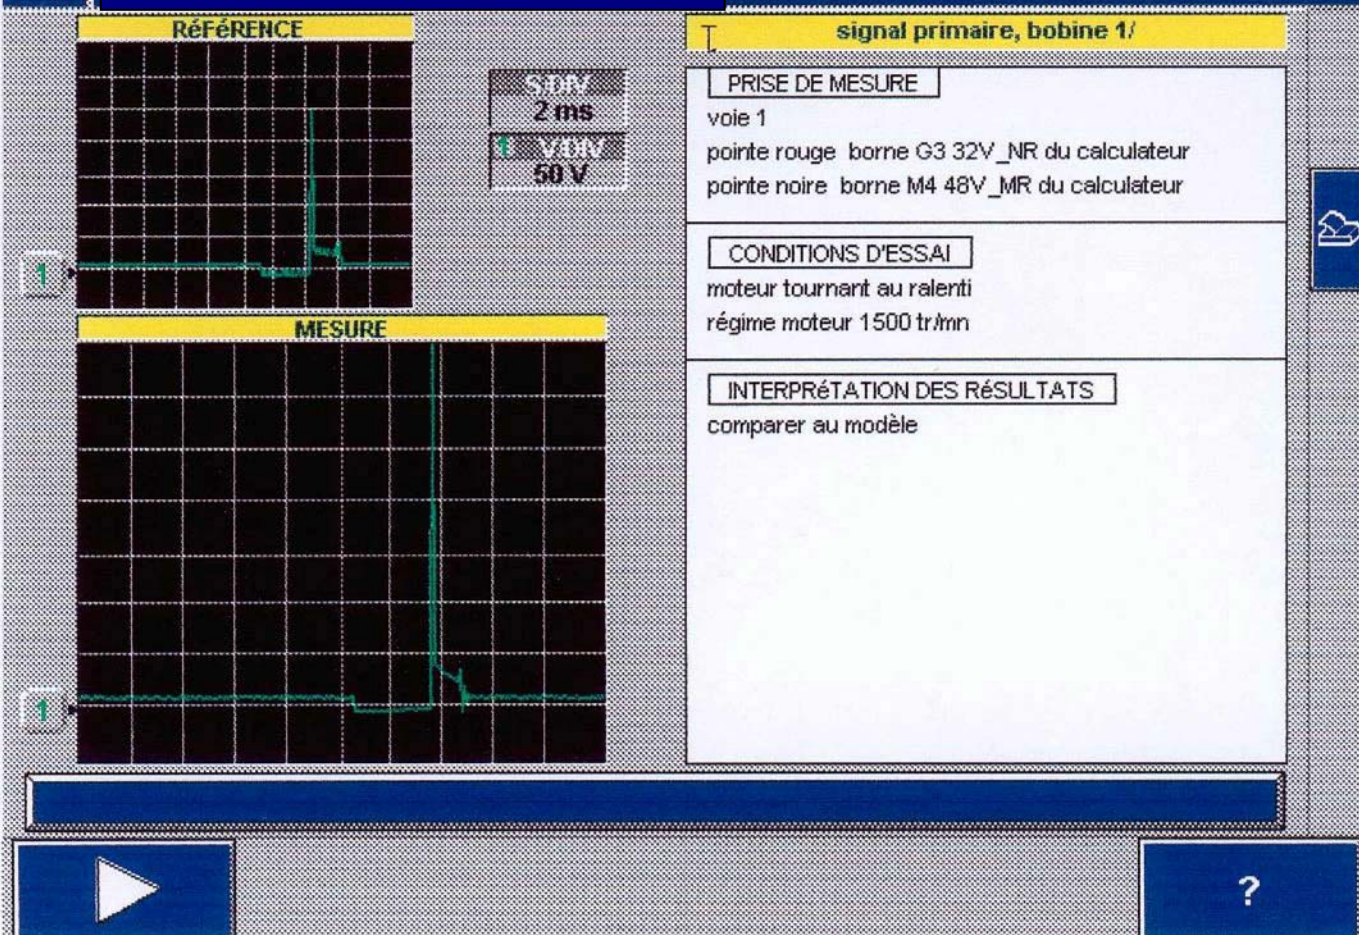 RéFéRENCE
S/DIV
2 ms
1 V/DIV
50 V
1
MESURE
1
signal primaire, bobine 1/
PRISE DE MESURE
voie 1
pointe rouge borne G3 32V_NR du calculateur
pointe noire borne M4 48V_MR du calculateur
CONDITIONS D'ESSAI
moteur tournant au ralenti
régime moteur 1500 tr/mn
INTERPRéTATION DES RéSULTATS
comparer au modèle
?